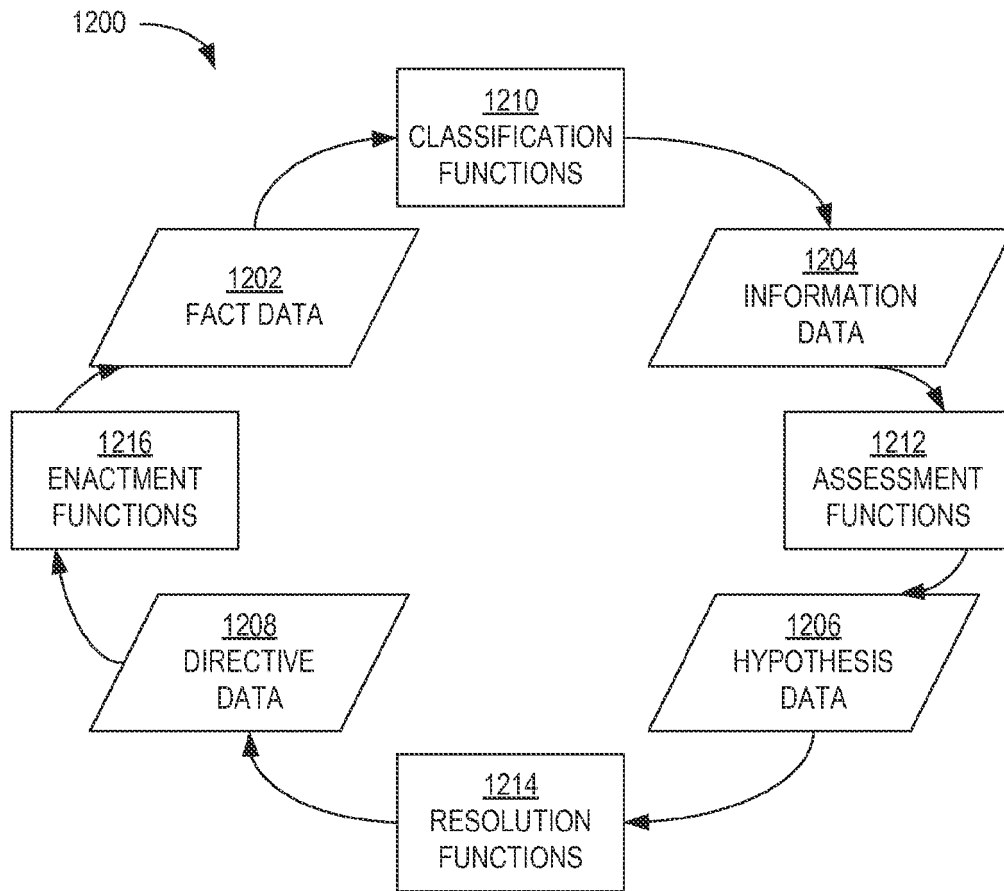 1200
1210
CLASSIFICATION
FUNCTIONS
1202
FACT DATA
1204
INFORMATION
DATA
1216
ENACTMENT
FUNCTIONS
1212
ASSESSMENT
FUNCTIONS
1208
DIRECTIVE
DATA
1206
HYPOTHESIS
DATA
1214
RESOLUTION
FUNCTIONS